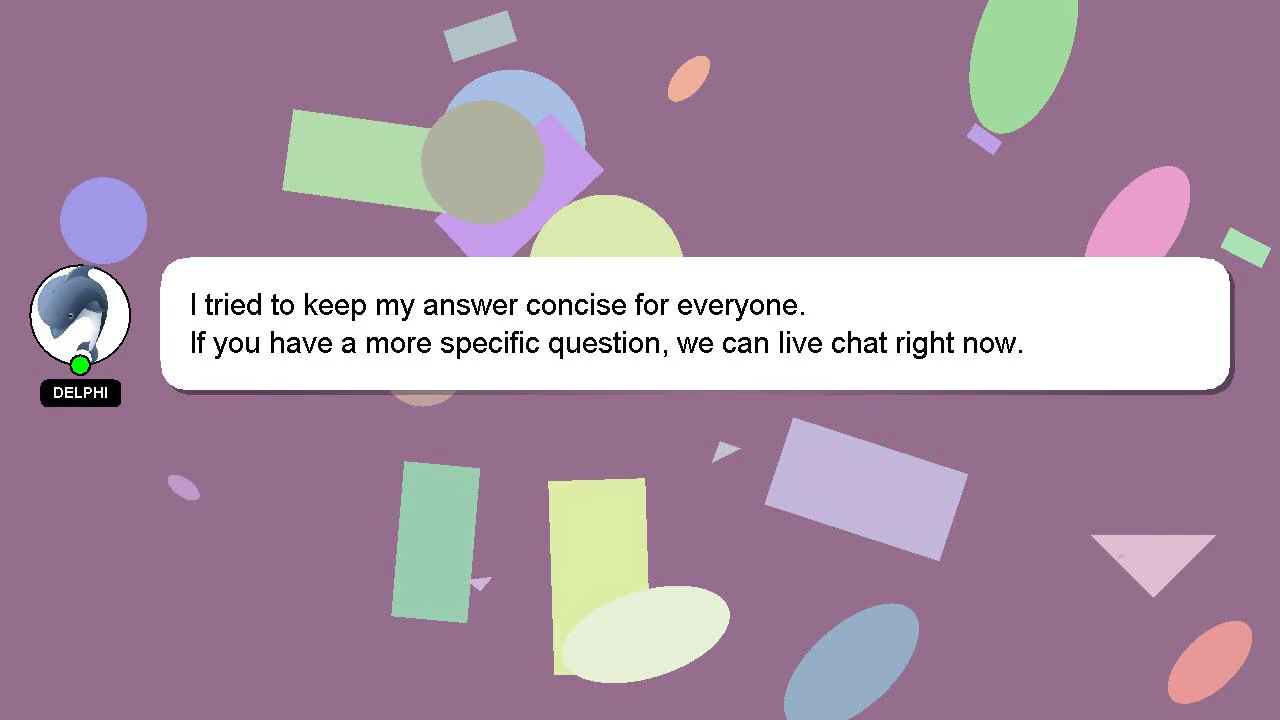 I tried to keep my answer concise for everyone.
If you have a more specific question, we can live chat right now.
DELPHI